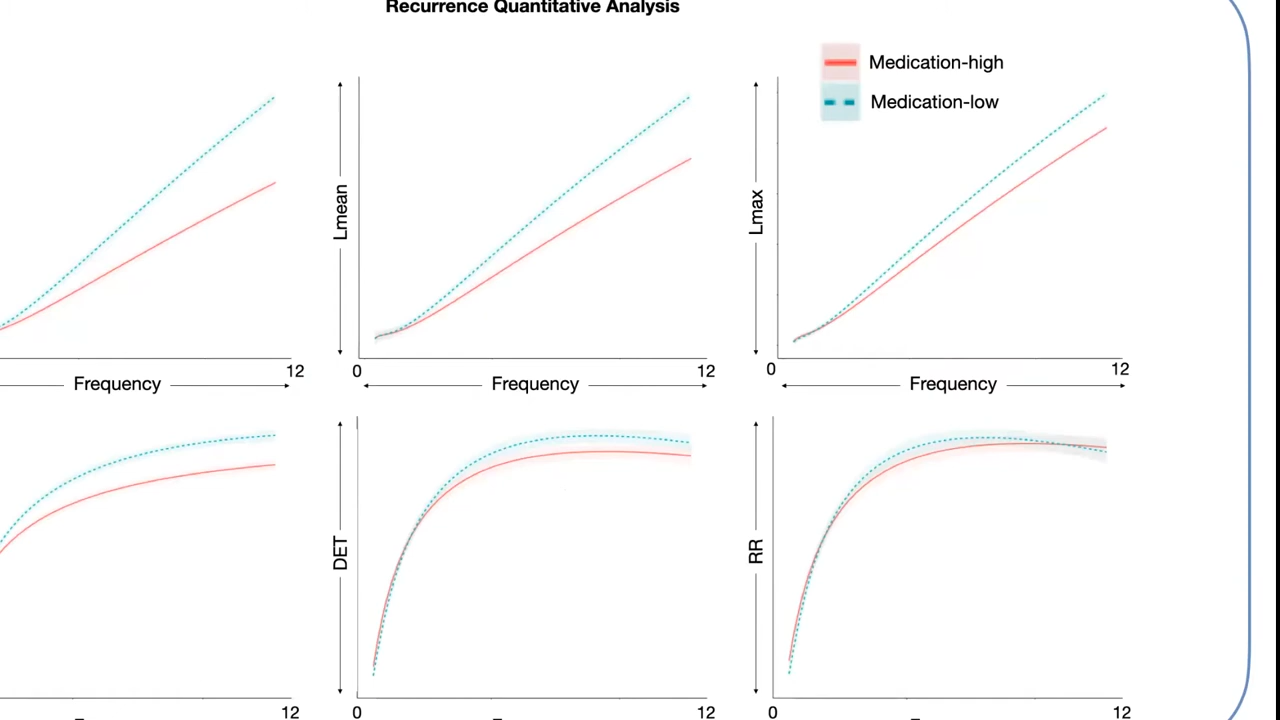 Recurrence Quantitative Analysis
Medication-high
Medication-low
Lmean
Lmax
12
0
12
0
12
Frequency
Frequency
Frequency
DET
RR
12
0
12
0
12